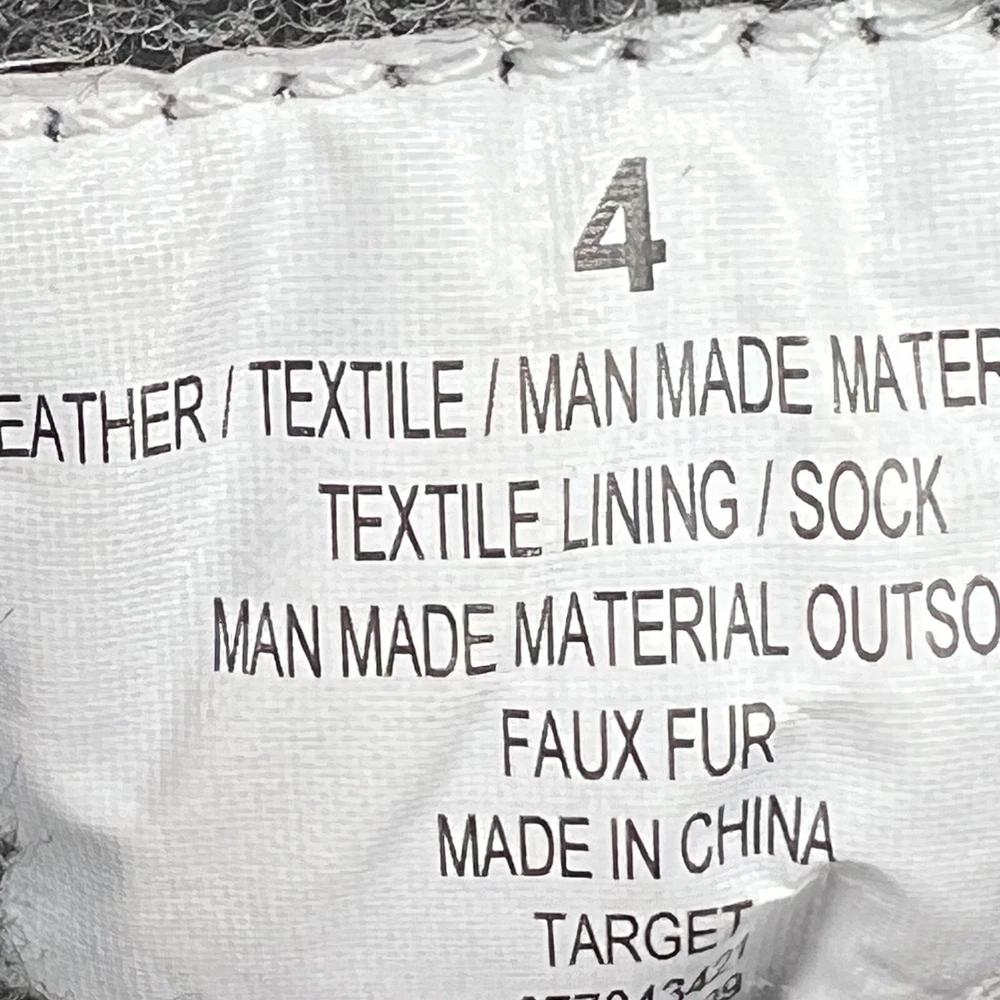 4
EATHER / TEXTILE / MAN MADE MATER
TEXTILE LINING / SOCK
MAN MADE MATERIAL OUTSO
FAUX FUR
MADE IN CHINA
TARGET